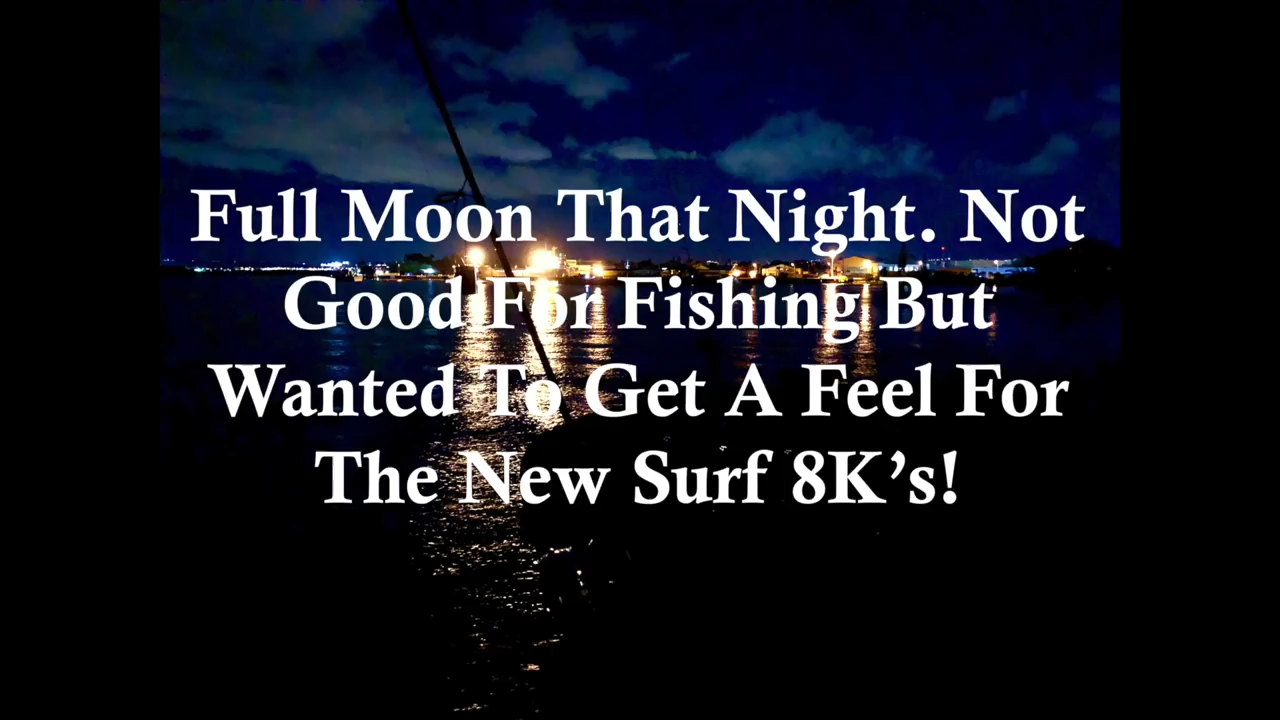 Full Moon That Night. Not
Good For Fishing But
Wanted To Get A Feel For
The New Surf 8K’s!